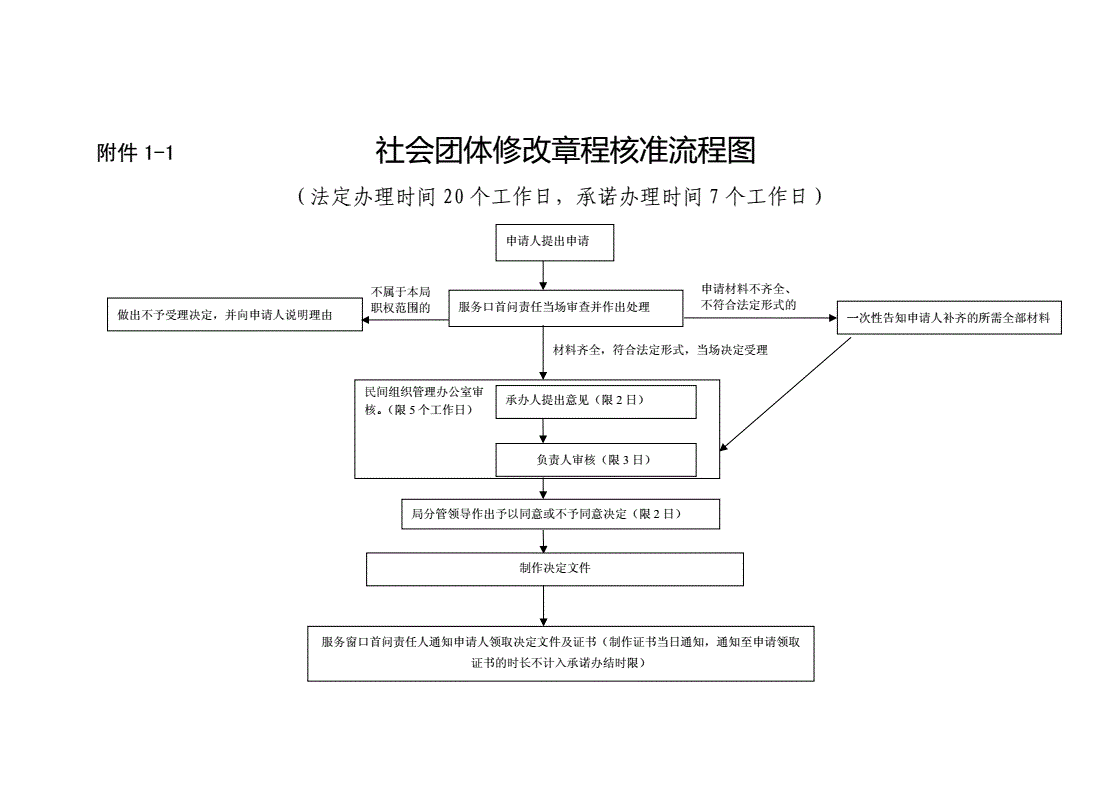 附件 1-1
社会团体修改章程核准流程图
（法定办理时间 20 个工作日，承诺办理时间 7 个工作日）
申请人提出申请
不属于本局
职权范围的
服务口首问责任当场审查并作出处理
申请材料不齐全、
不符合法定形式的
做出不予受理决定，并向申请人说明理由
一次性告知申请人补齐的所需全部材料
材料齐全，符合法定形式，当场决定受理
民间组织管理办公室审
核。（限 5 个工作日）
承办人提出意见（限 2 日）
负责人审核（限 3 日）
局分管领导作出予以同意或不予同意决定（限 2 日）
制作决定文件
服务窗口首问责任人通知申请人领取决定文件及证书（制作证书当日通知，通知至申请领取
证书的时长不计入承诺办结时限）